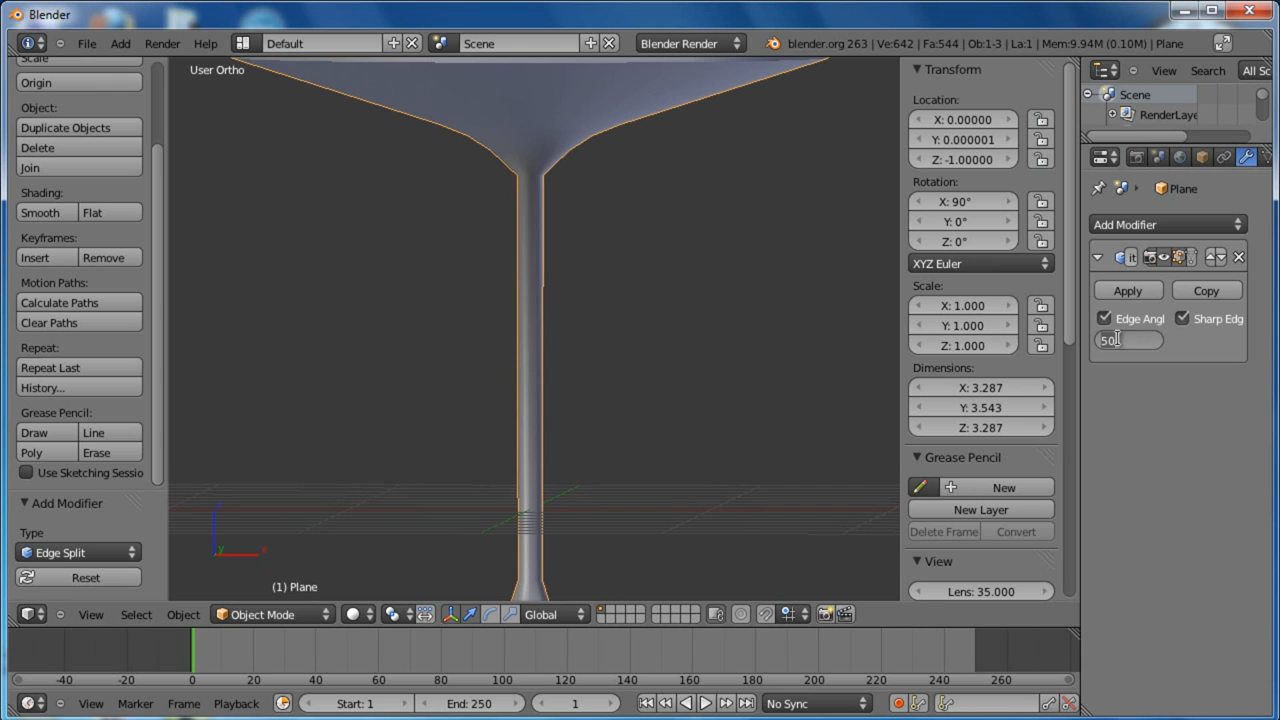 Blender
File Add Render Help Default Scene Blender Render blender.org 263 | Ve:642 | Fa:544 | Ob:1-3 | La:1 | Mem:9.94M (0.10M) | Plane
Scale
Origin
Object:
Duplicate Objects
Delete
Join
Shading:
Smooth Flat
Keyframes:
Insert Remove
Motion Paths:
Calculate Paths
Clear Paths
Repeat:
Repeat Last
History...
Grease Pencil:
Draw Line
Poly Erase
Use Sketching Sessio
Add Modifier
Type
Edge Split
Reset
User Ortho
z
y x
(1) Plane
View Select Object Object Mode Global
Transform
Location:
X: 0.00000
Y: 0.000001
Z: -1.00000
Rotation:
X: 90°
Y: 0°
Z: 0°
XYZ Euler
Scale:
X: 1.000
Y: 1.000
Z: 1.000
Dimensions:
X: 3.287
Y: 3.543
Z: 3.287
Grease Pencil
New
New Layer
Delete Frame Convert
View
Lens: 35.000
View Search All Sc
Scene
RenderLaye
Plane
Add Modifier
it
Apply Copy
Edge Angl Sharp Edg
50
-40 -20 0 20 40 60 80 100 120 140 160 180 200 220 240 260
View Marker Frame Playback Start: 1 End: 250 1 No Sync